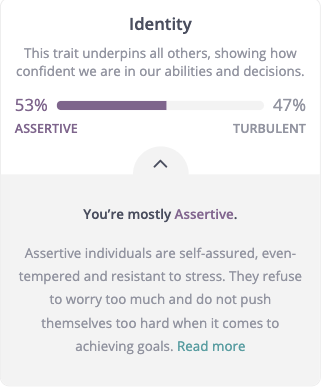 Identity
This trait underpins all others, showing how
confident we are in our abilities and decisions.
53% 47%
ASSERTIVE TURBULENT
You’re mostly Assertive.
Assertive individuals are self-assured, even-
tempered and resistant to stress. They refuse
to worry too much and do not push
themselves too hard when it comes to
achieving goals. Read more